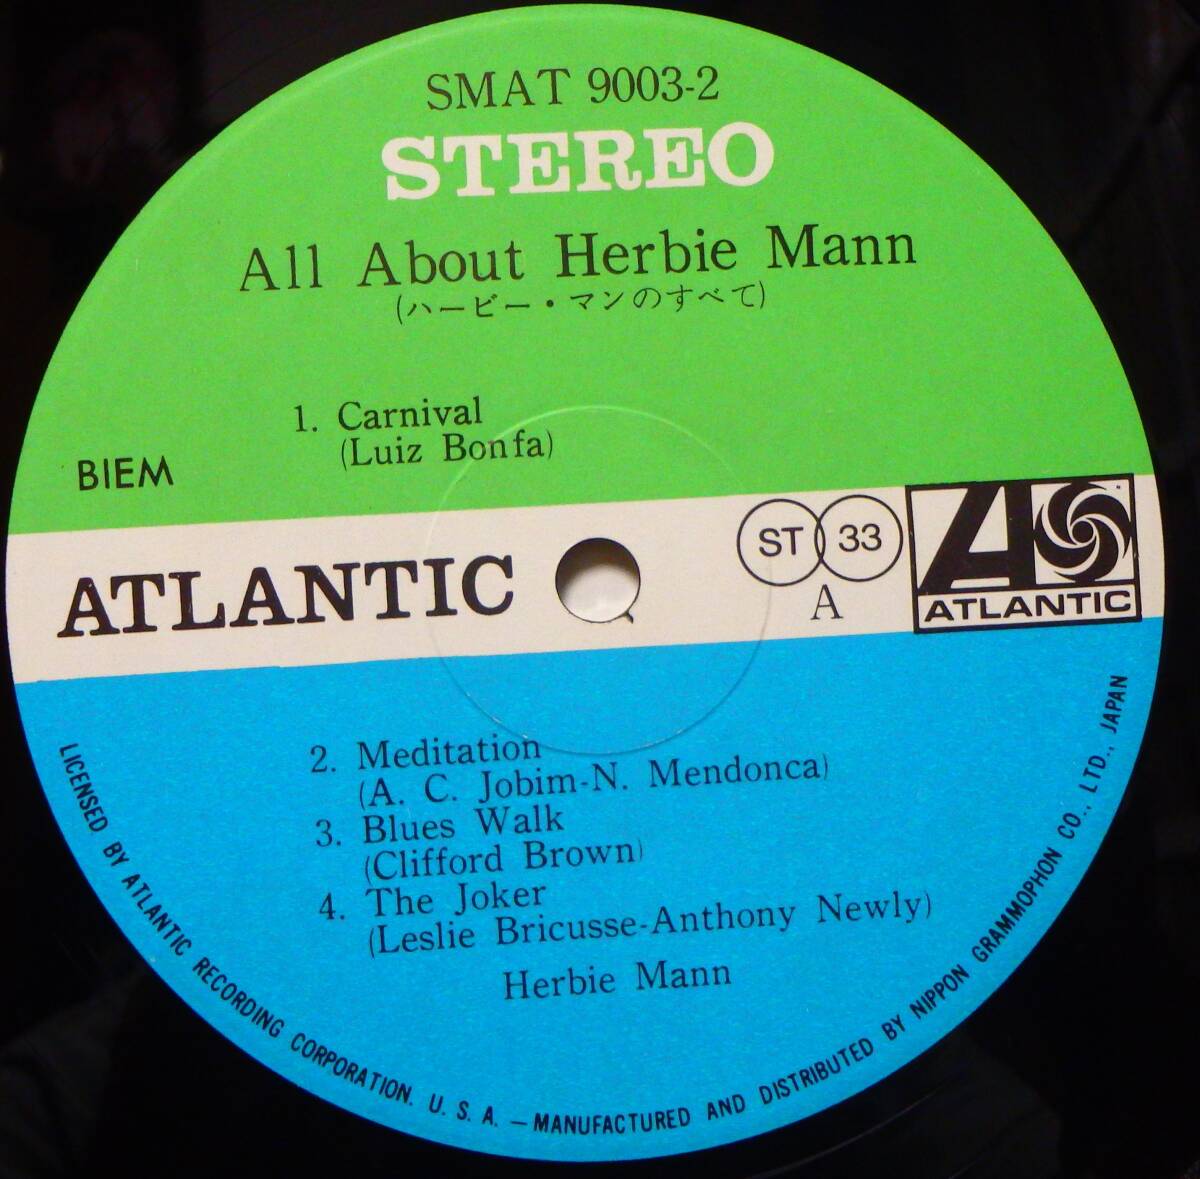 SMAT 9003-2
STEREO
All About Herbie Mann
(ハービー・マンのすべて)
1. Carnival
(Luiz Bonfa)
BIEM
ATLANTIC
ST 33
A
ATLANTIC
2. Meditation
(A. C. Jobim-N. Mendonca)
3. Blues Walk
(Clifford Brown)
4. The Joker
(Leslie Bricusse-Anthony Newly)
Herbie Mann
LICENSED BY ATLANTIC RECORDING CORPORATION. U. S. A. — MANUFACTURED AND DISTRIBUTED BY NIPPON GRAMMOPHON CO., LTD., JAPAN